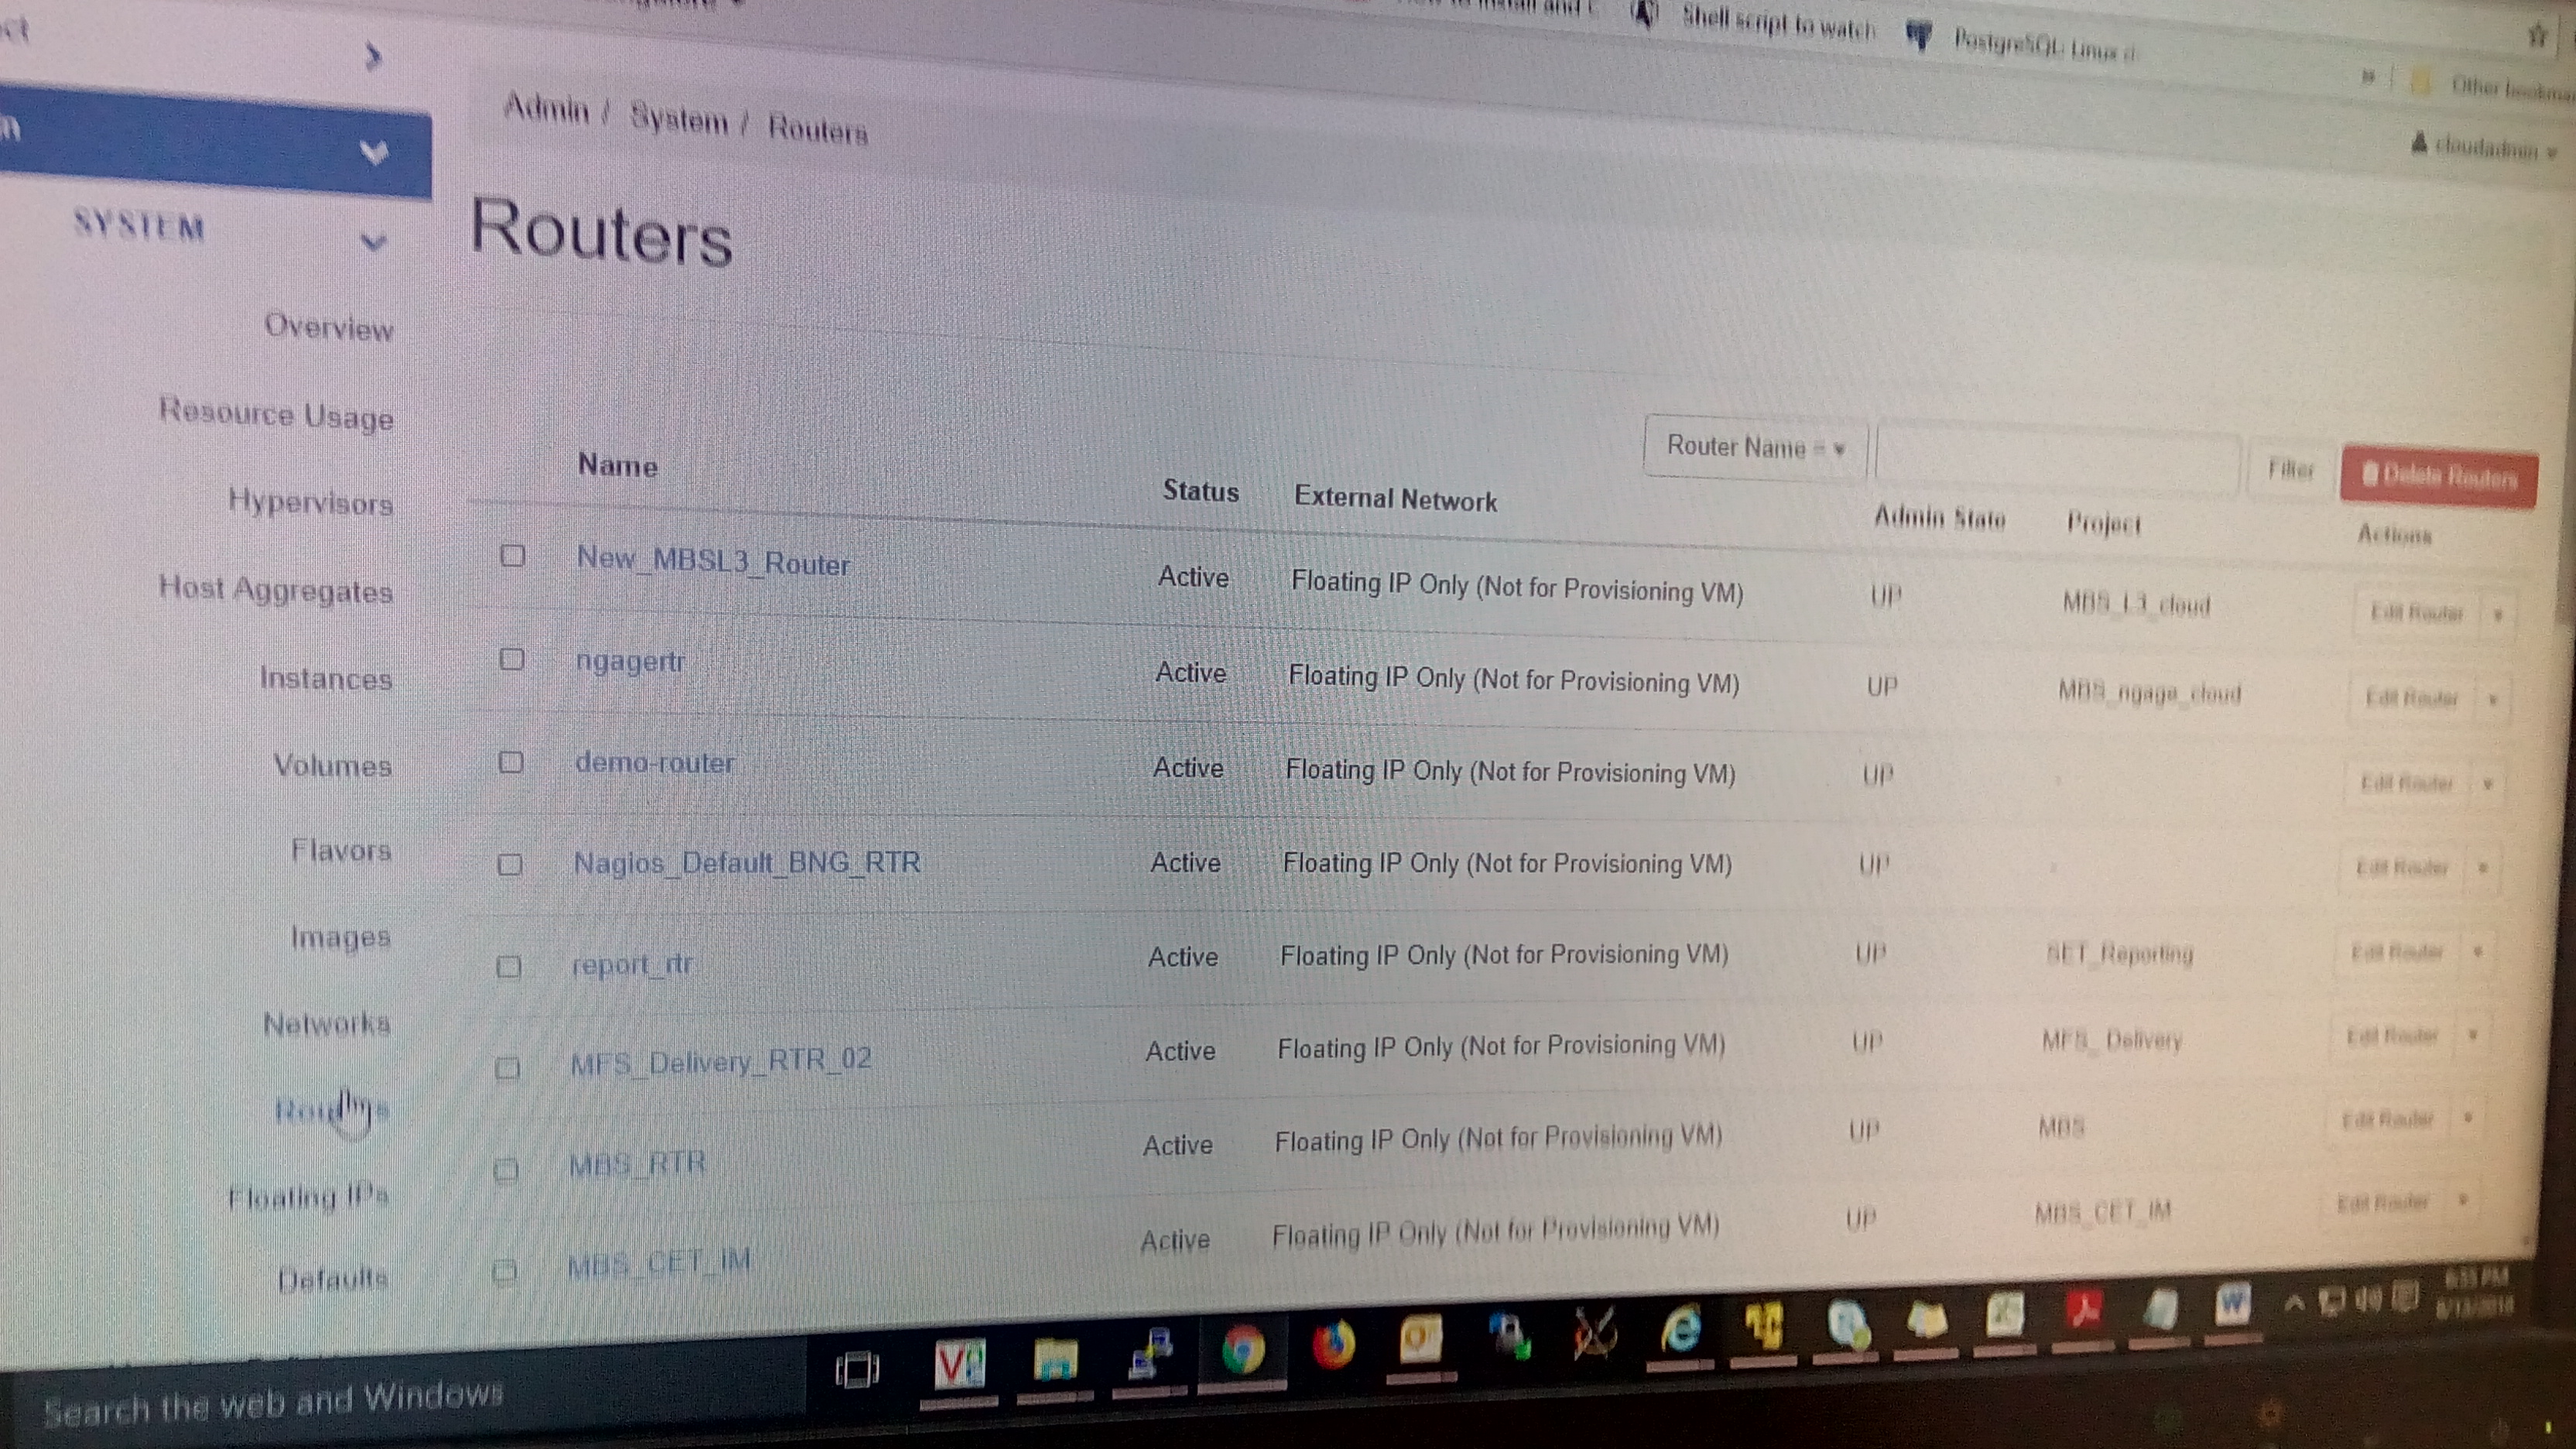 Shell script to watch
PostgreSQL: Linux d
Other bookma
cloudadmin
Admin / System / Routers
SYSTEM
Routers
Overview
Resource Usage
Hypervisors
Host Aggregates
Instances
Volumes
Flavors
Images
Networks
Floating IPs
Defaults
Router Name =
Filter
Delete Routers
Name Status External Network Admin State Project Actions
New_MBSL3_Router Active Floating IP Only (Not for Provisioning VM) UP MBS_L3_cloud Edit Router
ngagertr Active Floating IP Only (Not for Provisioning VM) UP MBS_ngage_cloud Edit Router
demo-router Active Floating IP Only (Not for Provisioning VM) UP Edit Router
Nagios_Default_BNG_RTR Active Floating IP Only (Not for Provisioning VM) UP Edit Router
report_rtr Active Floating IP Only (Not for Provisioning VM) UP Edit Router
MFS_Delivery_RTR_02 Active Floating IP Only (Not for Provisioning VM) UP MFS_ Delivery Edit Router
MBS_RTR Active Floating IP Only (Not for Provisioning VM) UP MBS Edit Router
MBS_CET_IM Active Floating IP Only (Not for Provisioning VM) UP MBS_CET_IM Edit Router
Search the web and Windows